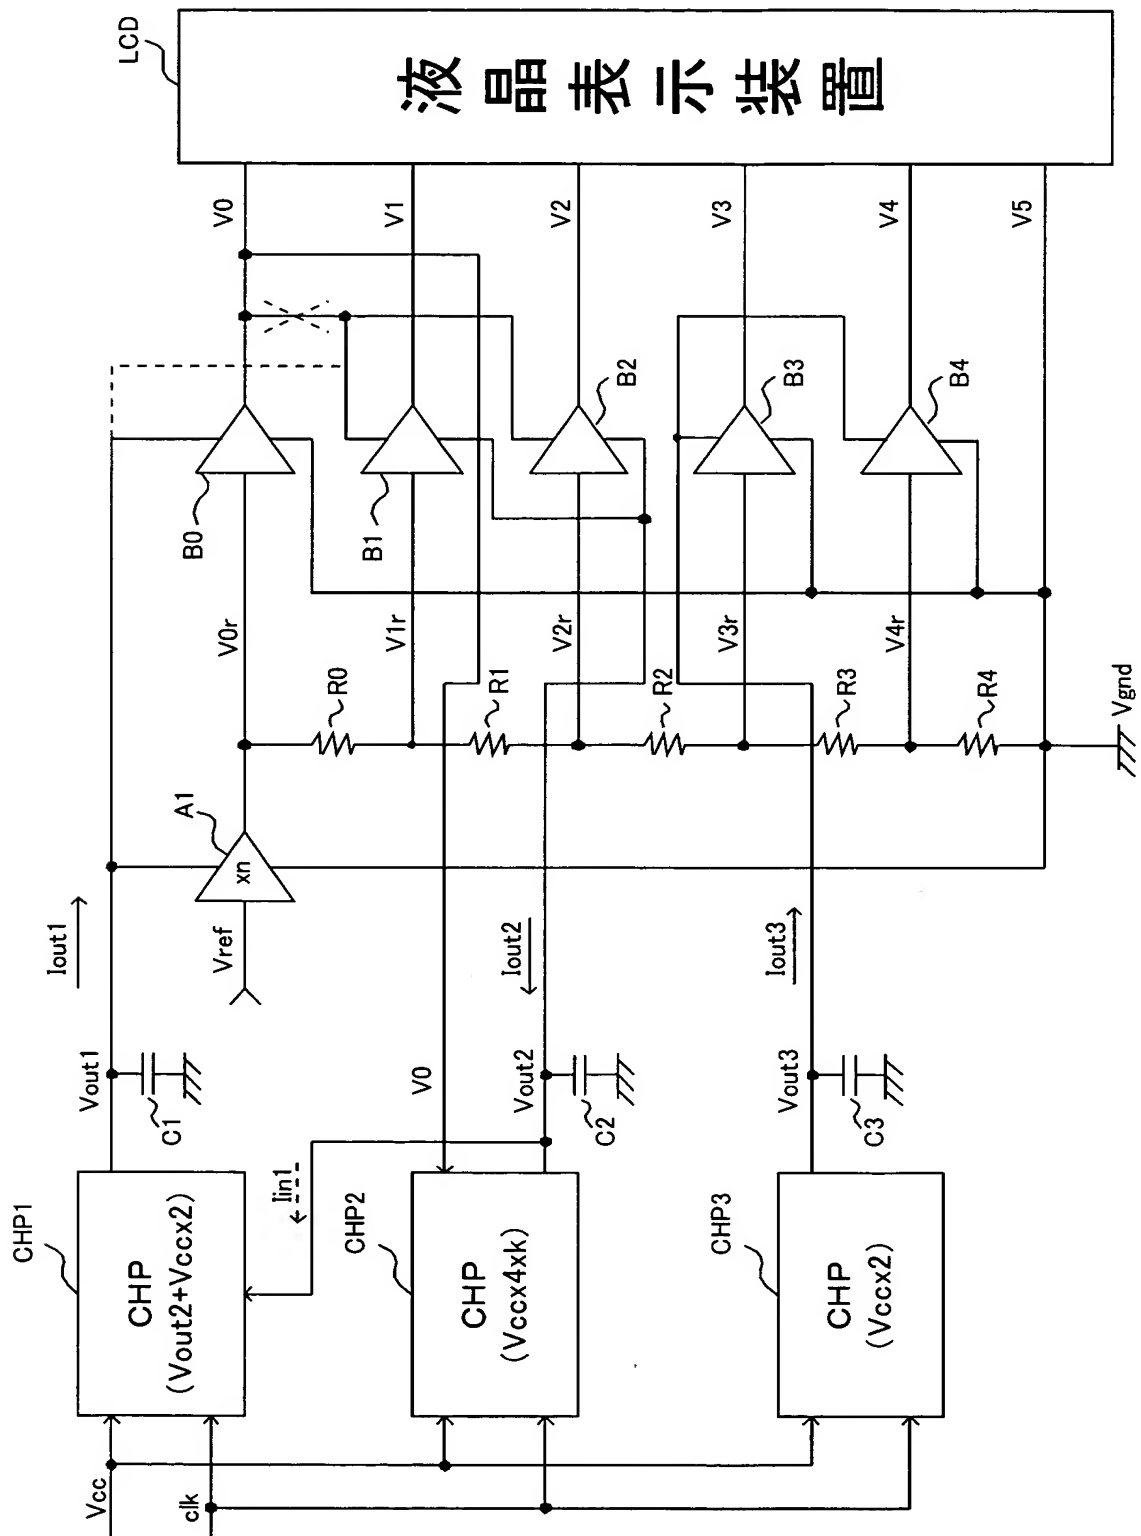 LCD
液晶表示装置
V0
V1
V2
V3
V4
V5
B0
B1
B2
B3
B4
V0r
V1r
V2r
V3r
V4r
R0
R1
R2
R3
R4
Vgnd
A1
xn
Vref
Iout1
Iout2
Iout3
Vout1
V0
Vout2
Vout3
C1
C2
C3
Iin1
CHP1
CHP
(Vout2+Vccx2)
CHP2
CHP
(Vccx4xk)
CHP3
CHP
(Vccx2)
Vcc
clk